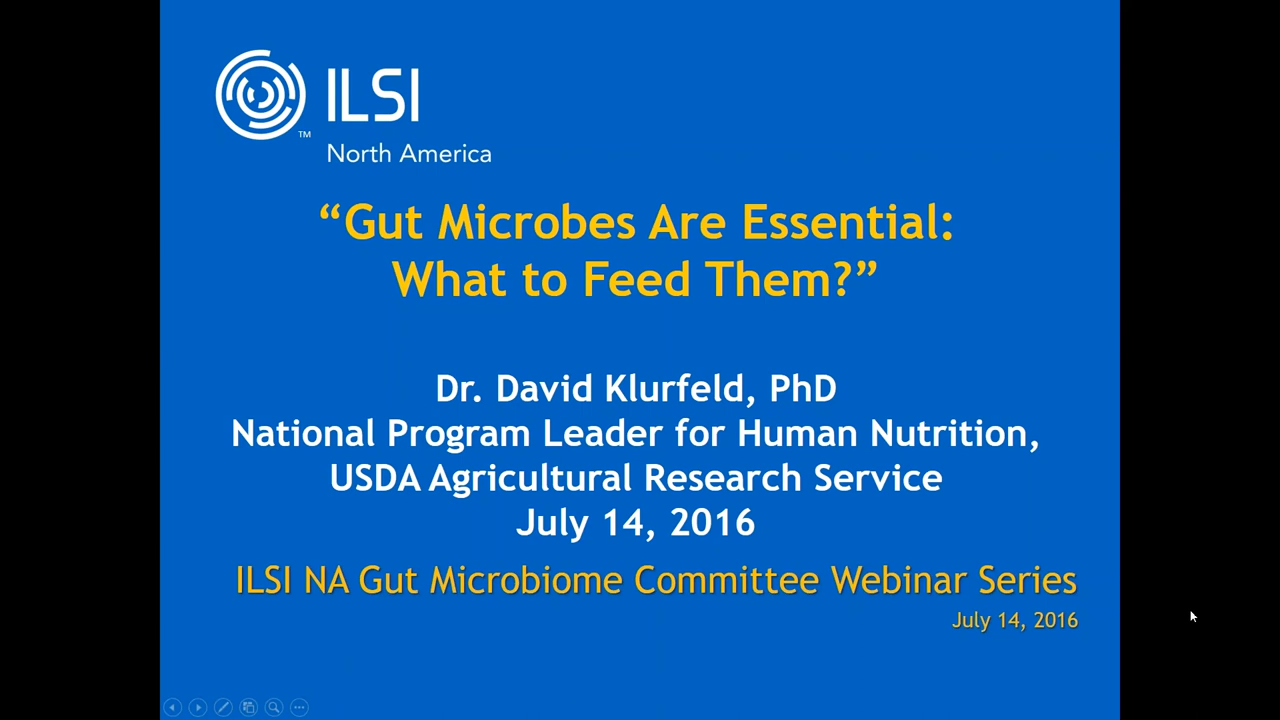 ILSI
TM
North America
“Gut Microbes Are Essential:
What to Feed Them?”
Dr. David Klurfeld, PhD
National Program Leader for Human Nutrition,
USDA Agricultural Research Service
July 14, 2016
ILSI NA Gut Microbiome Committee Webinar Series
July 14, 2016